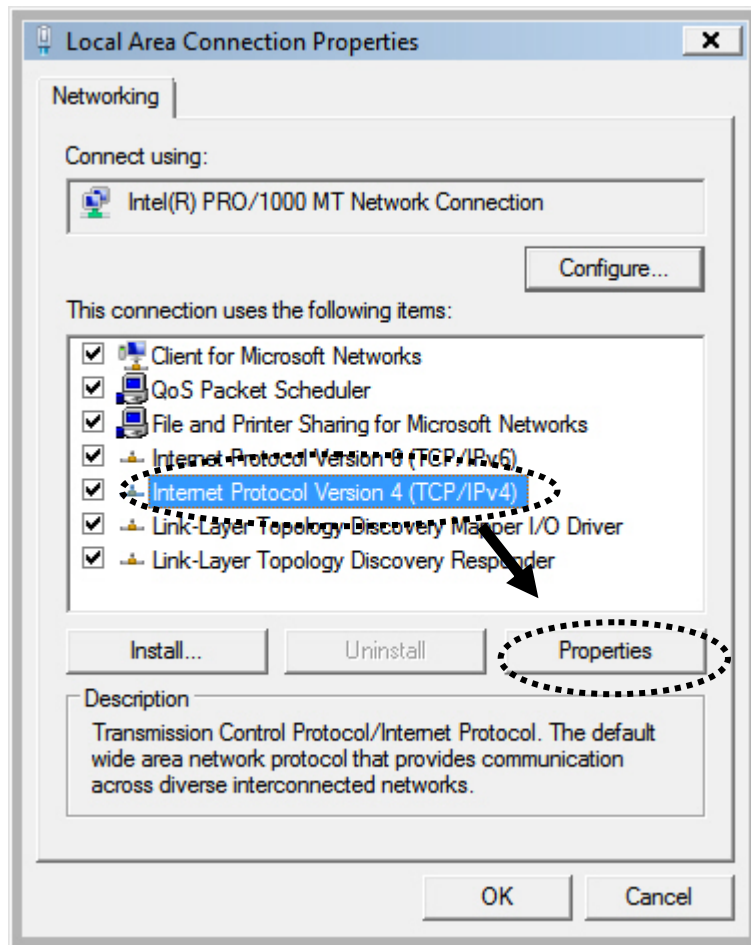 Local Area Connection Properties
Networking
Connect using:
Intel(R) PRO/1000 MT Network Connection
Configure...
This connection uses the following items:
Client for Microsoft Networks
QoS Packet Scheduler
File and Printer Sharing for Microsoft Networks
Internet Protocol Version 6 (TCP/IPv6)
Internet Protocol Version 4 (TCP/IPv4)
Link-Layer Topology Discovery Mapper I/O Driver
Link-Layer Topology Discovery Responder
Install... Uninstall Properties
Description
Transmission Control Protocol/Internet Protocol. The default
wide area network protocol that provides communication
across diverse interconnected networks.
OK Cancel